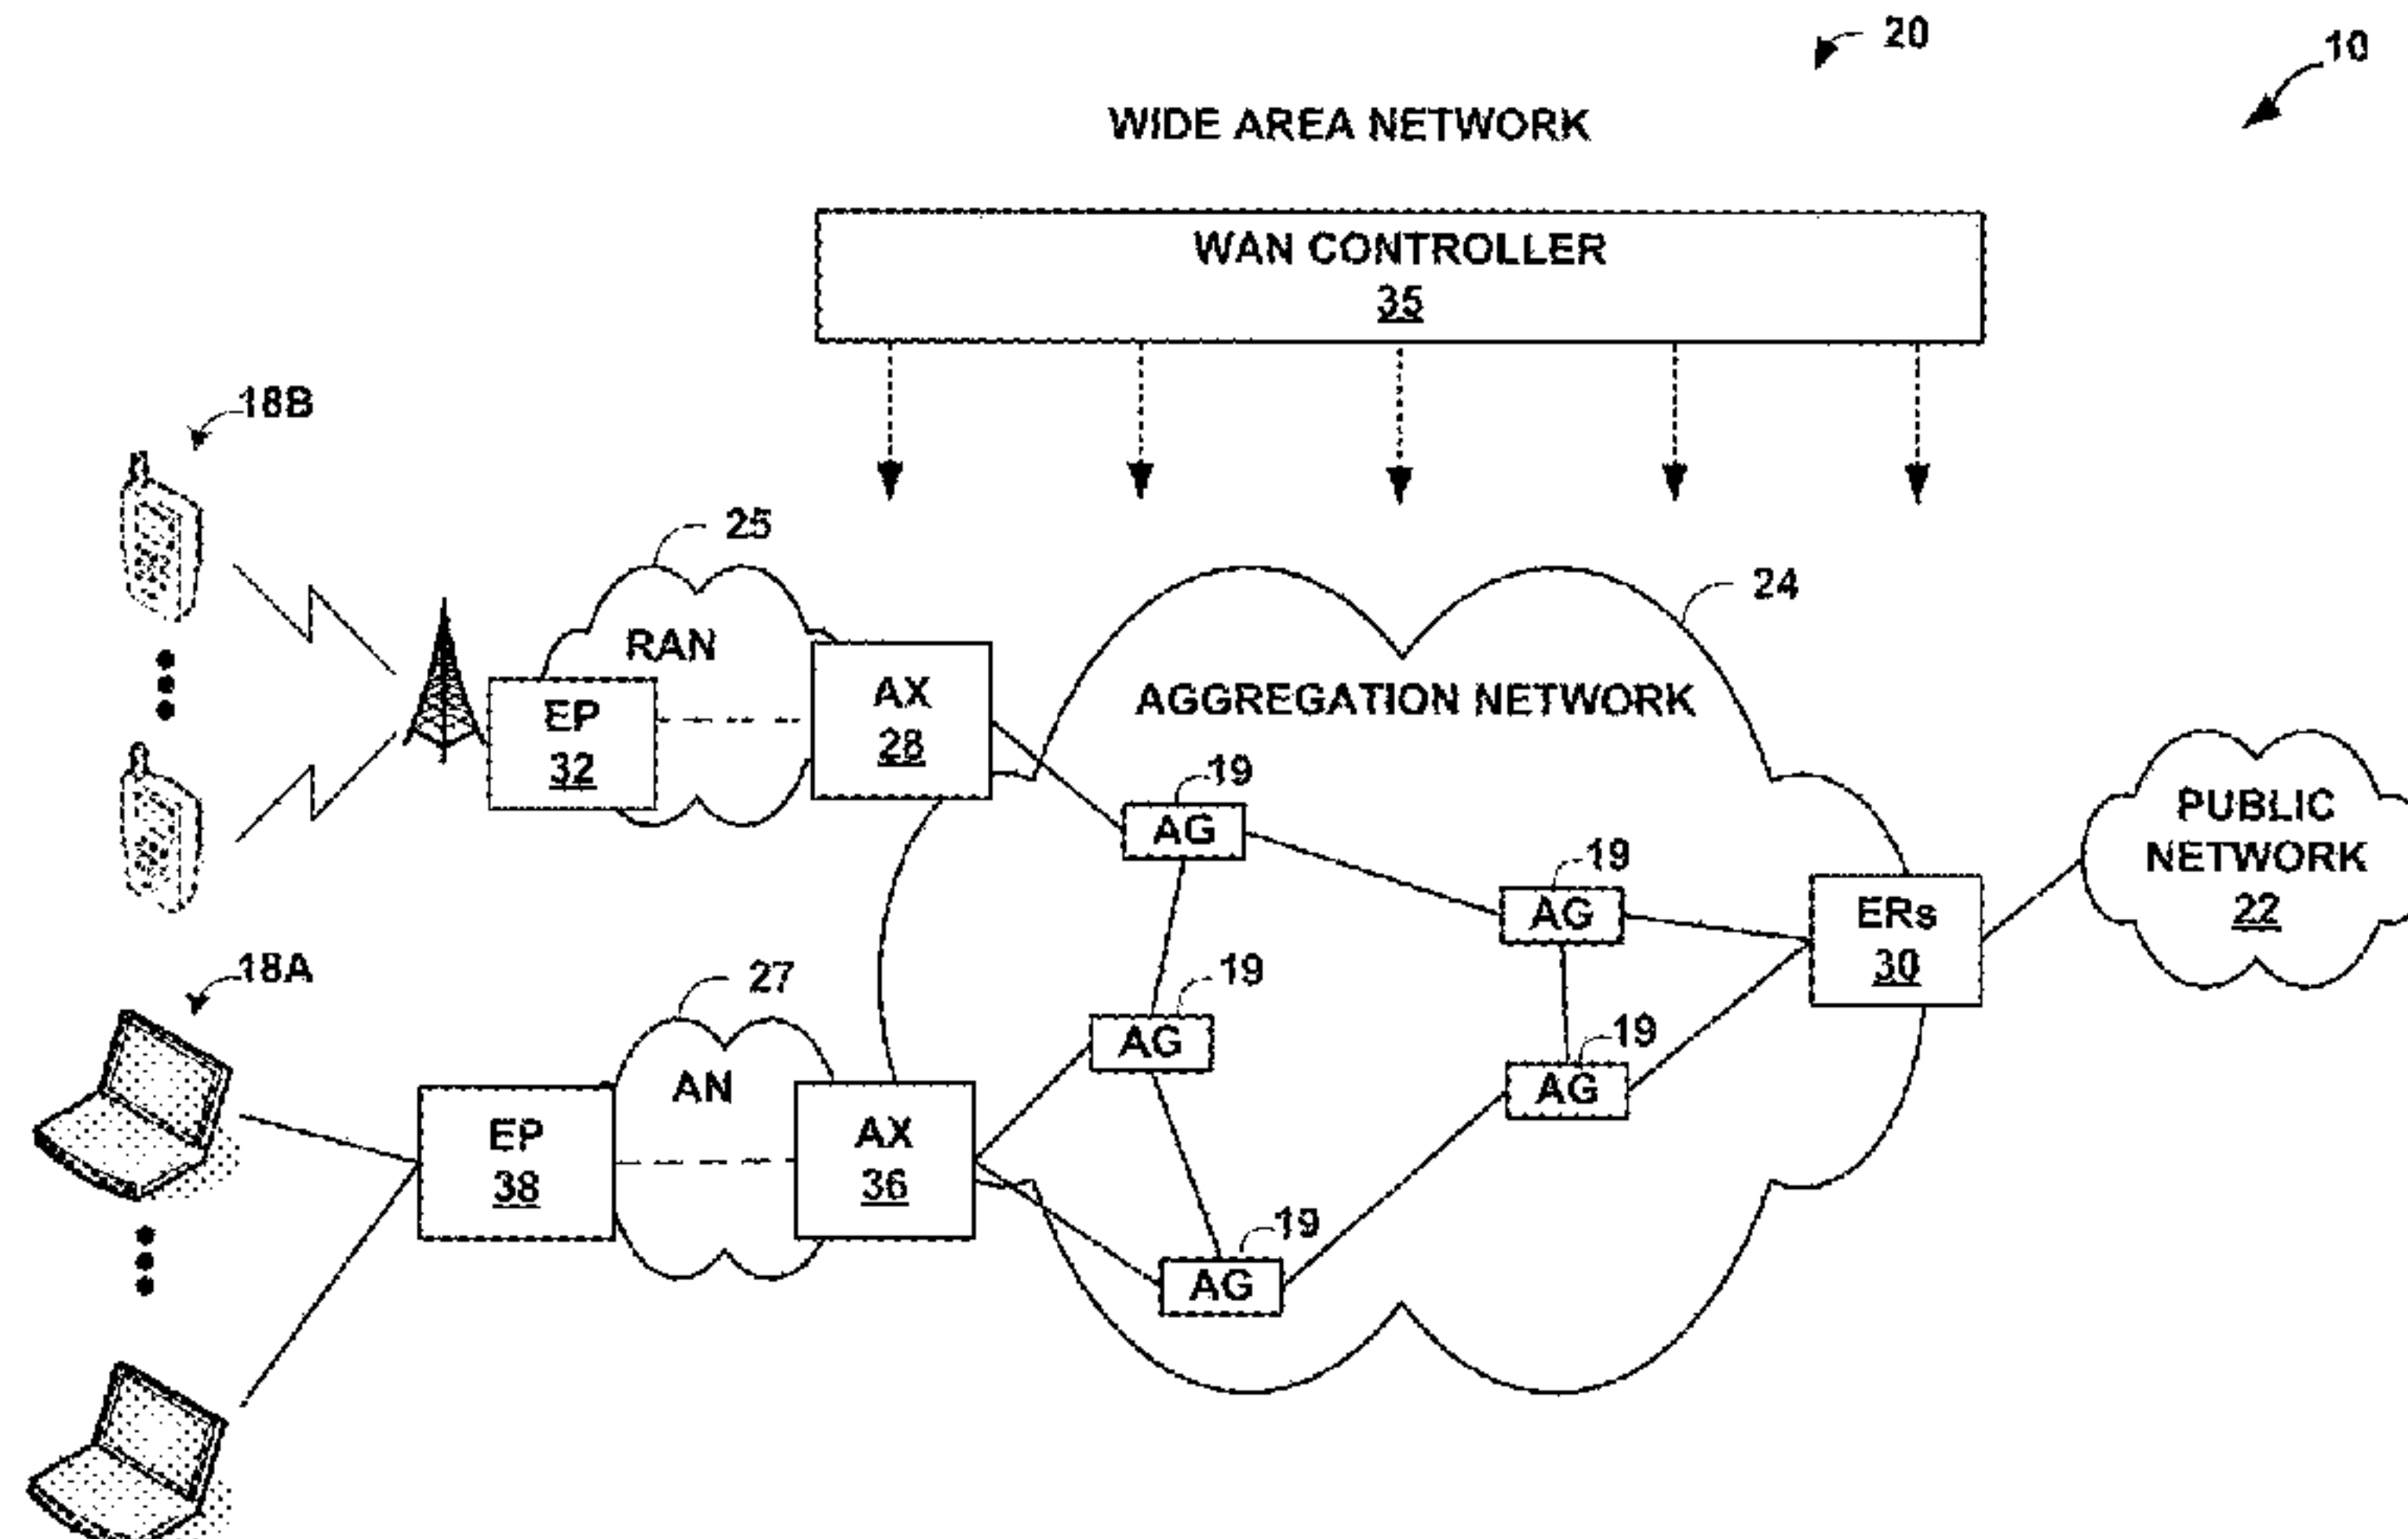 20
10
WIDE AREA NETWORK
WAN CONTROLLER
35
18B
25
24
RAN
AX
28
AGGREGATION NETWORK
EP
32
19
AG
19
AG
PUBLIC
NETWORK
22
ERs
30
18A
27
19
AG
19
AG
AN
EP
38
AX
36
19
AG